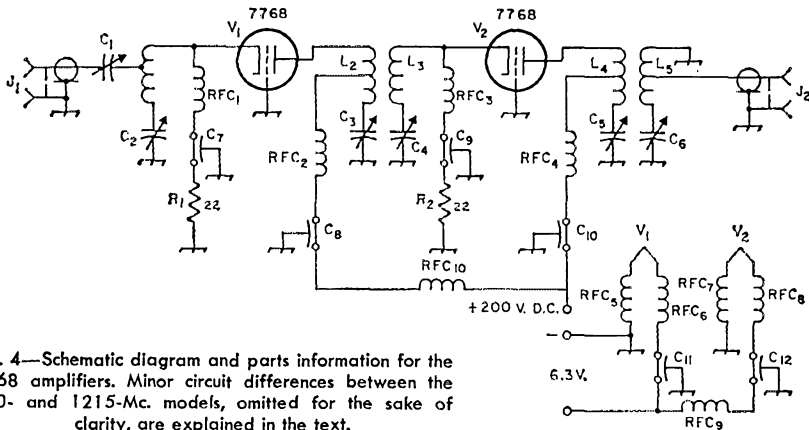 7768
7768
V1
V2
C1
J1
L2
L3
L4
L5
J2
RFC1
RFC3
C2
C7
C3
C4
C9
C5
C6
RFC2
RFC4
R1
22
R2
22
C8
C10
RFC10
V1
V2
+200 V. D.C.
RFC5
RFC6
RFC7
RFC8
−
6.3V.
C11
C12
RFC9
. 4—Schematic diagram and parts information for the
68 amplifiers. Minor circuit differences between the
0- and 1215-Mc. models, omitted for the sake of
clarity, are explained in the text.